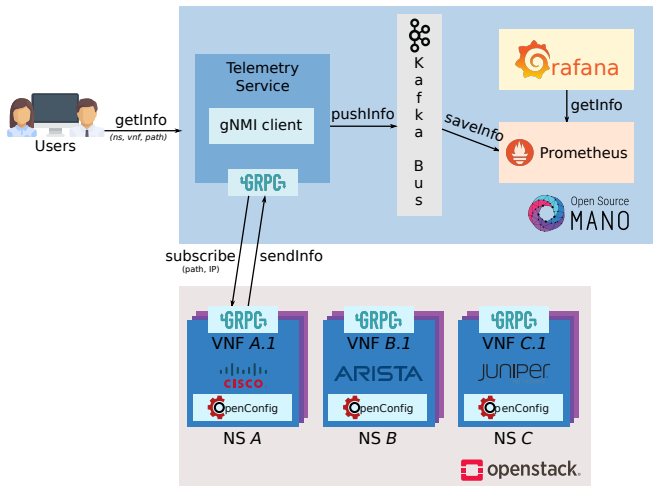 Users
getInfo
(ns, vnf, path)
Telemetry
Service
gNMI client
GRPC
pushInfo
Kafka Bus
saveInfo
Grafana
getInfo
Prometheus
Open Source
MANO
subscribe
(path, IP)
sendInfo
GRPC
VNF A.1
CISCO
OpenConfig
NS A
GRPC
VNF B.1
ARISTA
OpenConfig
NS B
GRPC
VNF C.1
JUNIPER
OpenConfig
NS C
openstack.